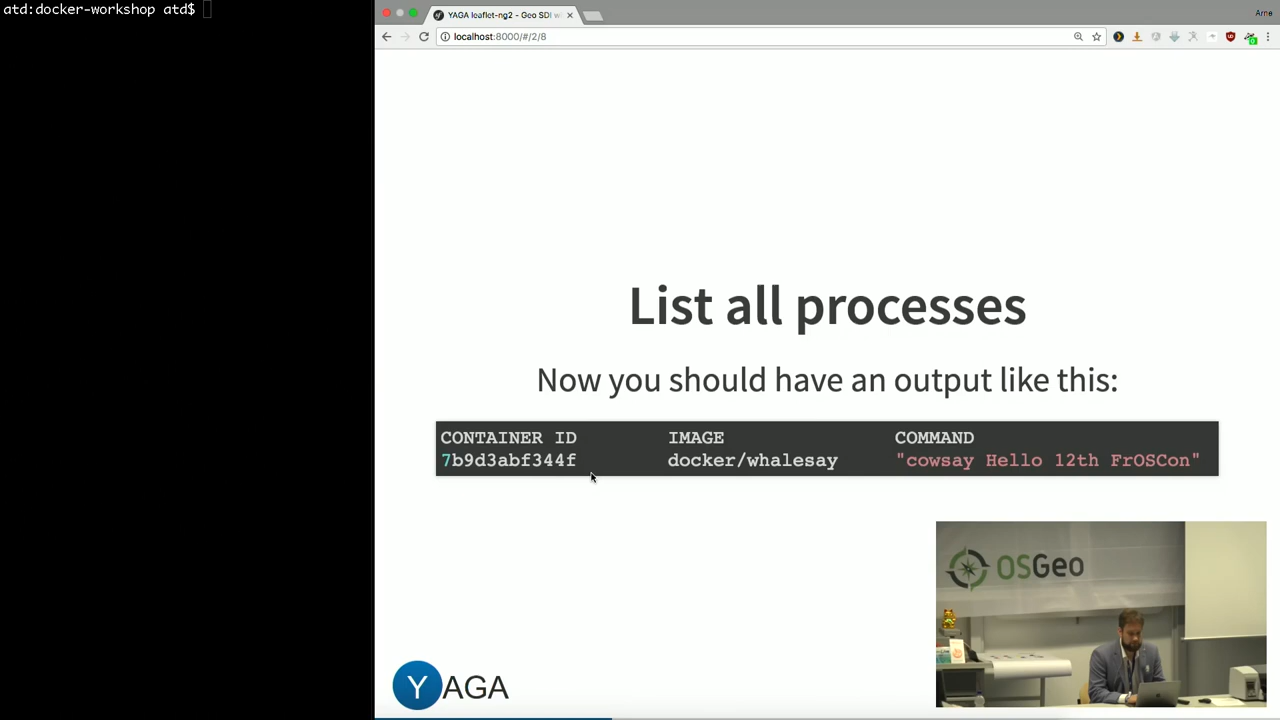 atd:docker-workshop atd$
YAGA leaflet-ng2 - Geo SDI w
Arne
localhost:8000/#/2/8
List all processes
Now you should have an output like this:
CONTAINER ID IMAGE COMMAND
7b9d3abf344f docker/whalesay "cowsay Hello 12th FrOSCon"
OSGeo
YAGA